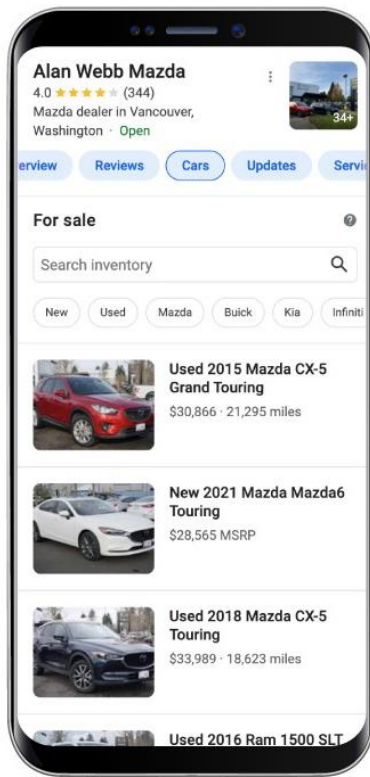 Alan Webb Mazda
4.0 ★★★★★ (344)
Mazda dealer in Vancouver,
Washington · Open
34+
erview Reviews Cars Updates Servi
For sale
Search inventory
New Used Mazda Buick Kia Infiniti
Used 2015 Mazda CX-5
Grand Touring
$30,866 · 21,295 miles
New 2021 Mazda Mazda6
Touring
$28,565 MSRP
Used 2018 Mazda CX-5
Touring
$33,989 · 18,623 miles
Used 2016 Ram 1500 SLT